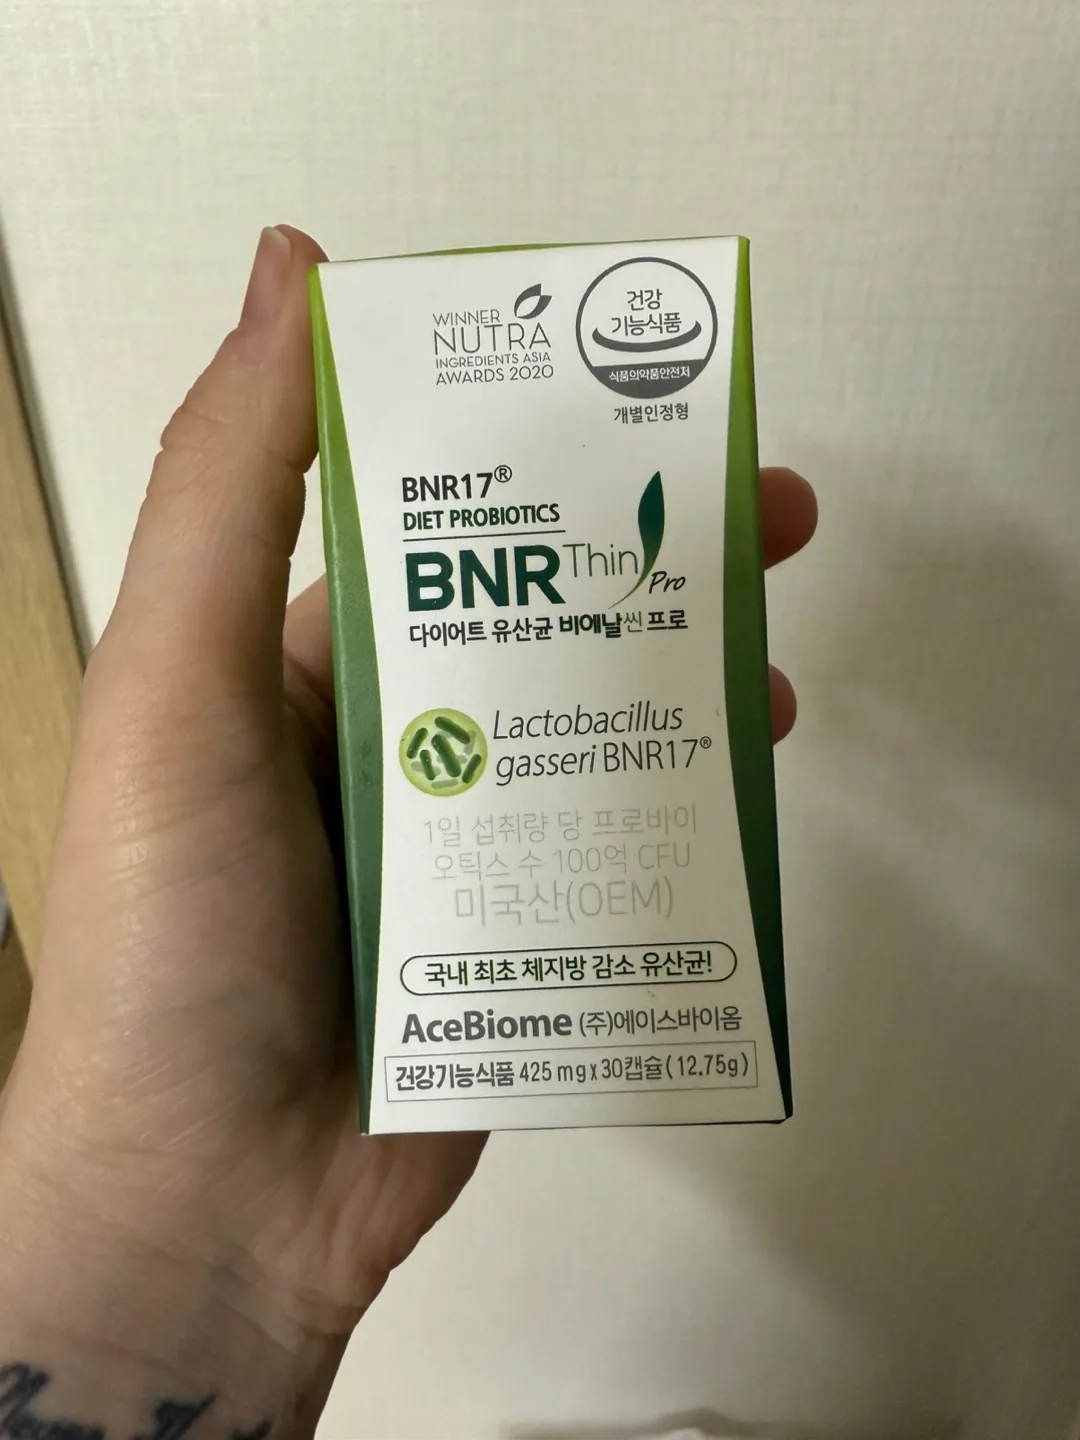 WINNER
NUTRA
INGREDIENTS ASIA
AWARDS 2020
건강
기능식품
식품의약품안전처
개별인정형
BNR17®
DIET PROBIOTICS
BNR Thin Pro
다이어트 유산균 비에날씬 프로
Lactobacillus
gasseri BNR17®
1일 섭취량 당 프로바이
오틱스 수 100억 CFU
미국산(OEM)
국내 최초 체지방 감소 유산균!
AceBiome (주)에이스바이옴
건강기능식품 425 mg x 30캡슐(12.75g)